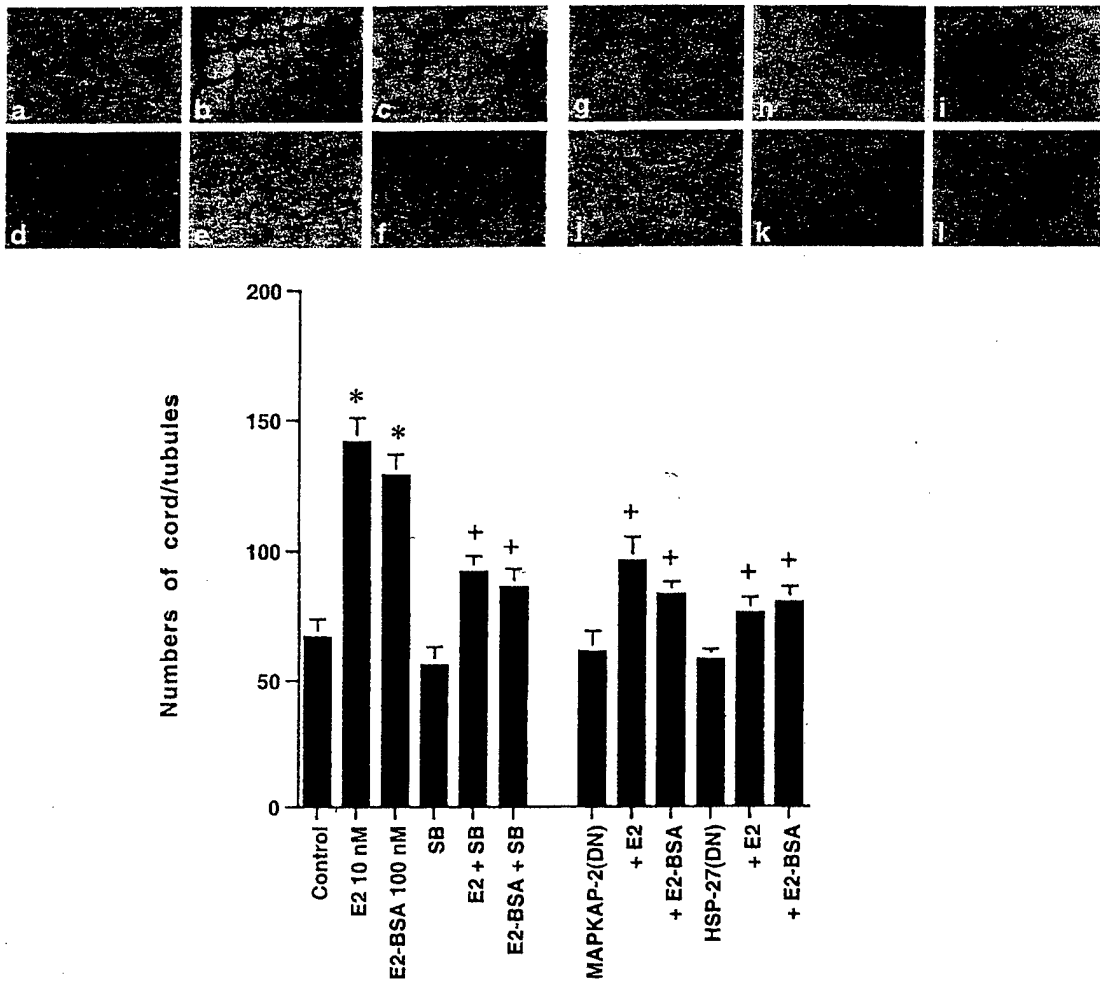 a b c g h i
d e f j k l
200
150
100
50
0
Numbers of cord/tubules
* * + + + + + +
Control
E2 10 nM
E2-BSA 100 nM
SB
E2 + SB
E2-BSA + SB
MAPKAP-2(DN)
+ E2
+ E2-BSA
HSP-27(DN)
+ E2
+ E2-BSA